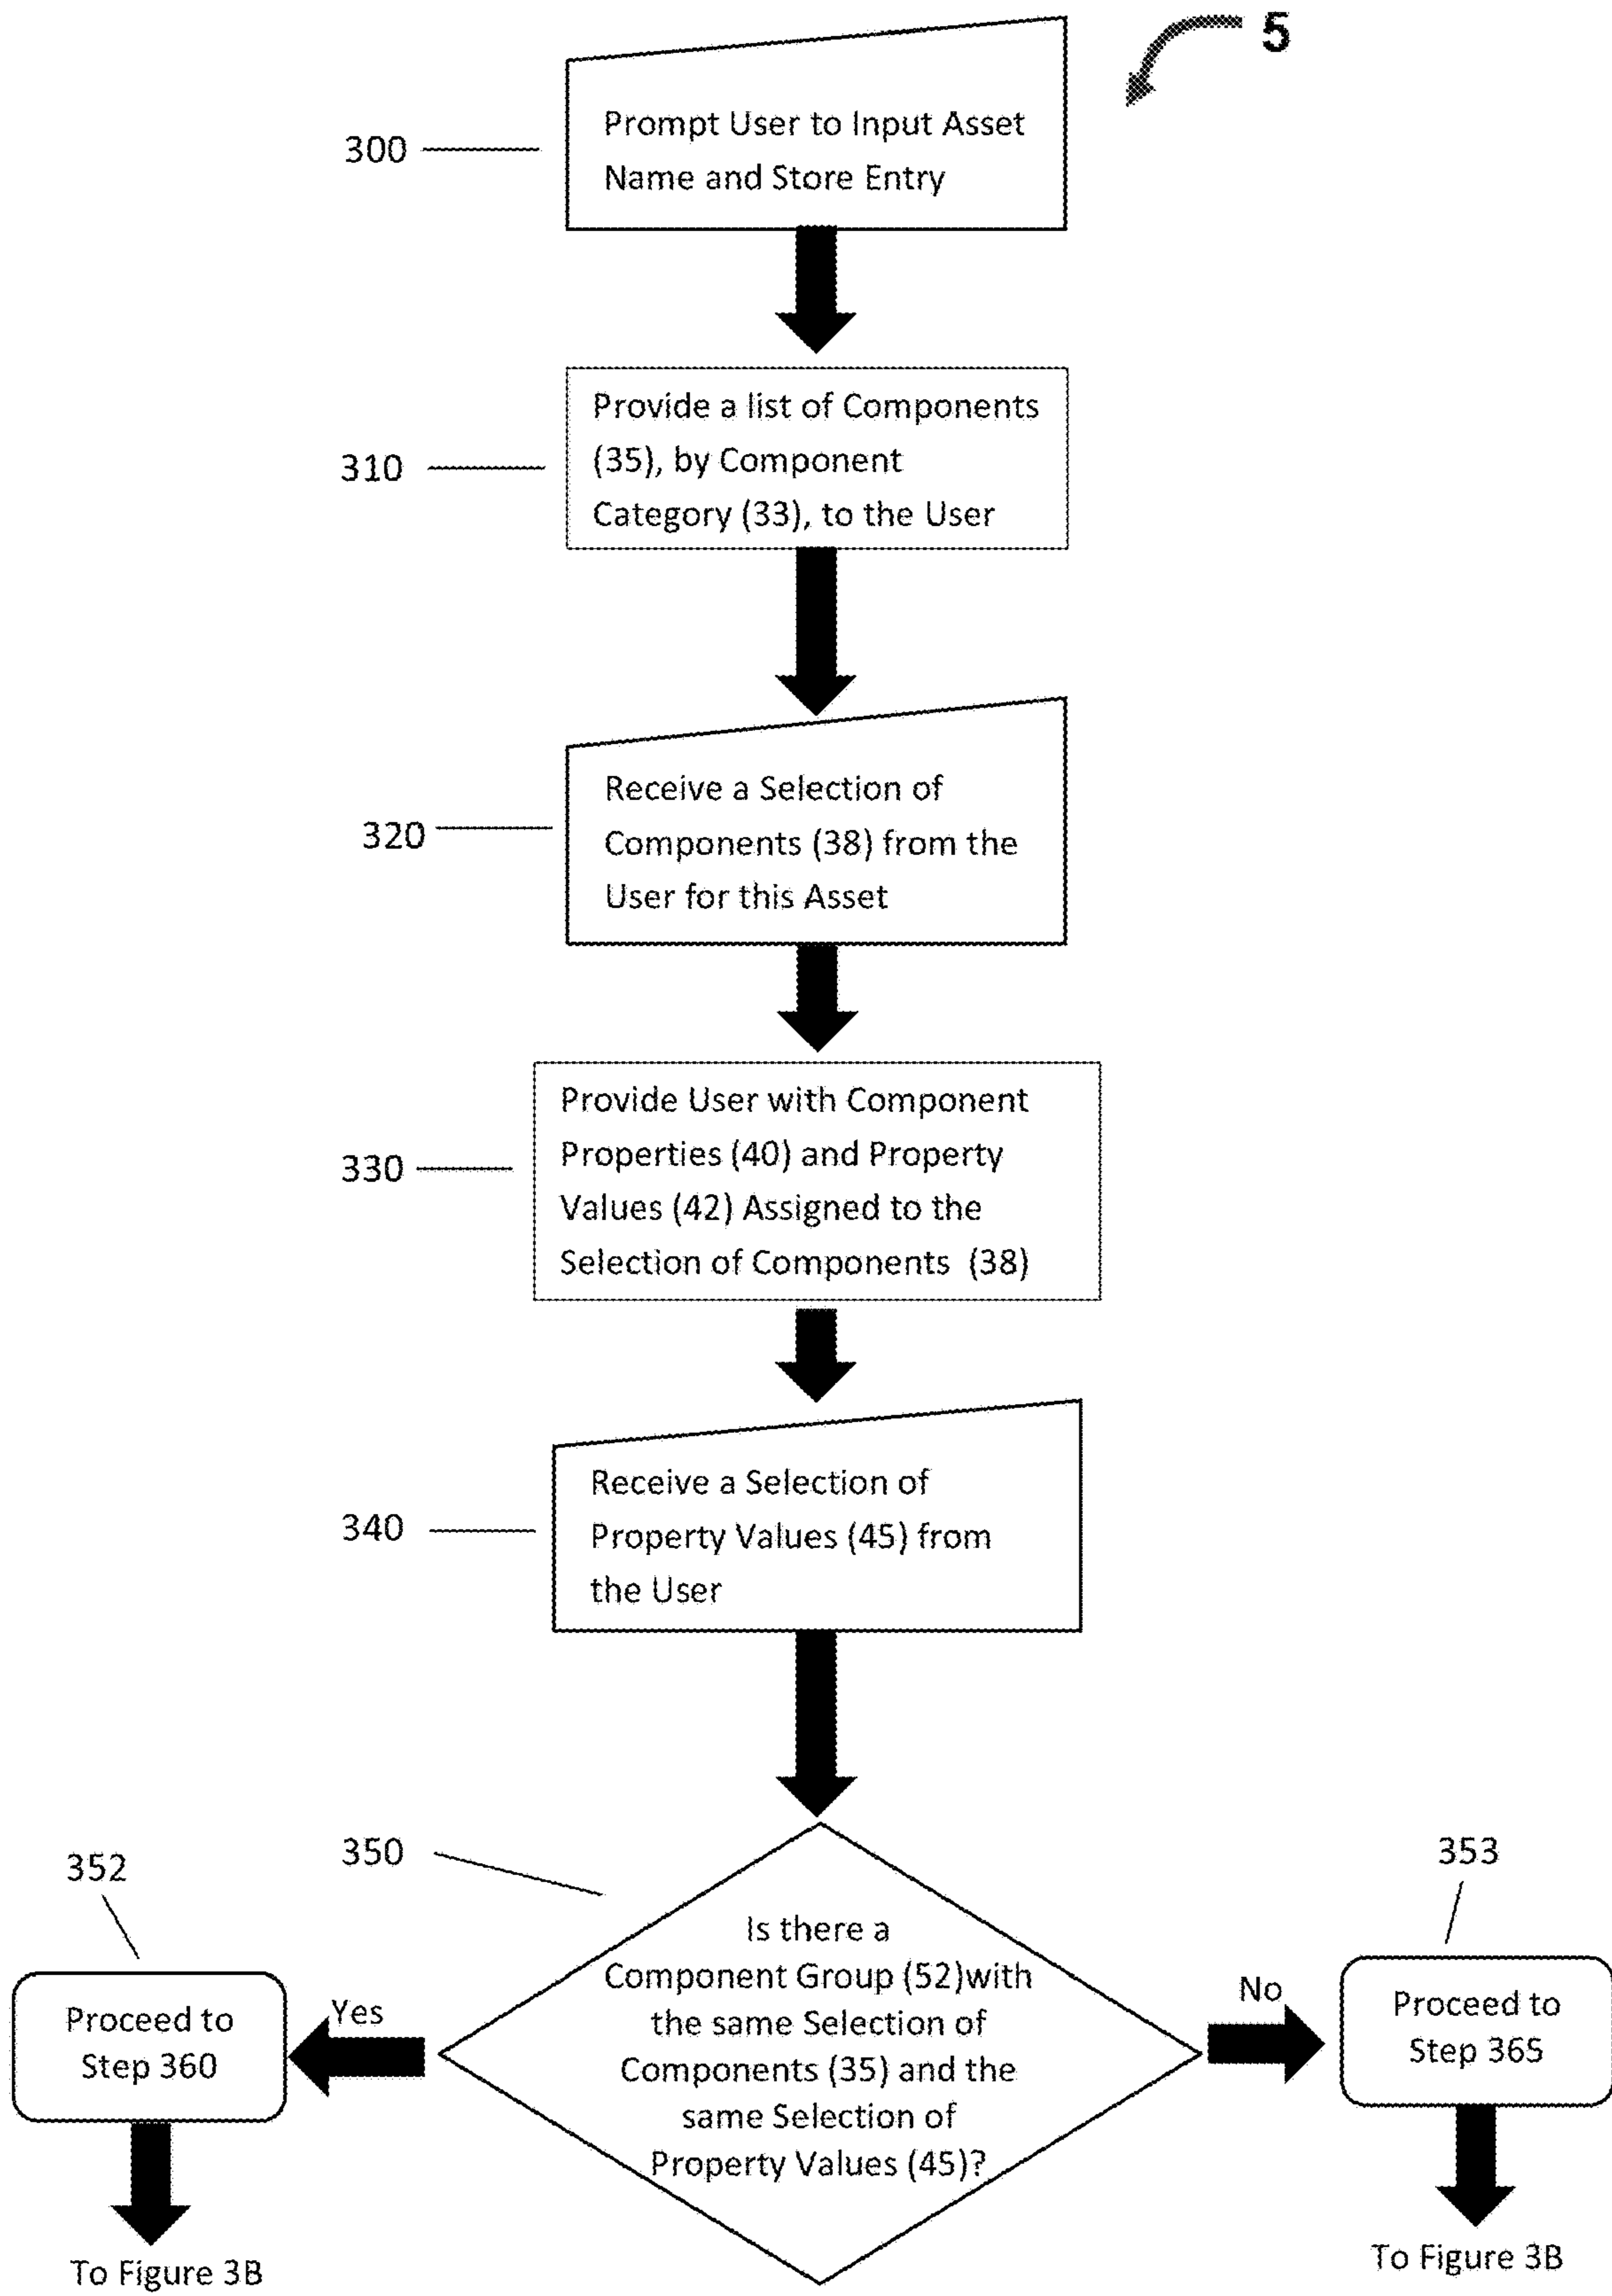 5
300
Prompt User to Input Asset
Name and Store Entry
310
Provide a list of Components
(35), by Component
Category (33), to the User
320
Receive a Selection of
Components (38) from the
User for this Asset
330
Provide User with Component
Properties (40) and Property
Values (42) Assigned to the
Selection of Components (38)
340
Receive a Selection of
Property Values (45) from
the User
350
Is there a
Component Group (52)with
the same Selection of
Components (35) and the
same Selection of
Property Values (45)?
352
Yes
Proceed to
Step 360
To Figure 3B
353
No
Proceed to
Step 365
To Figure 3B